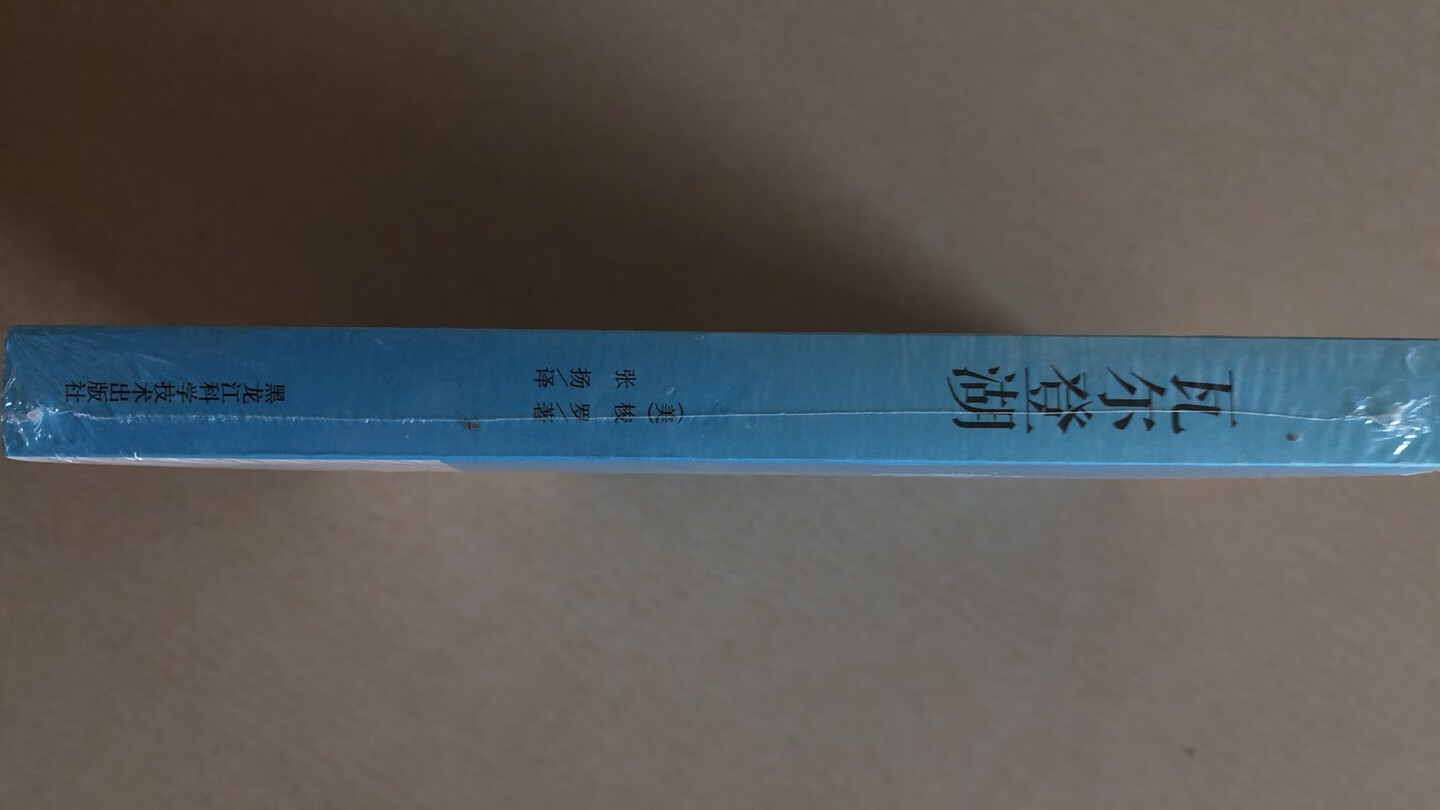 瓦尔登湖
(美)梭 罗/著
张 扬/译
黑龙江科学技术出版社